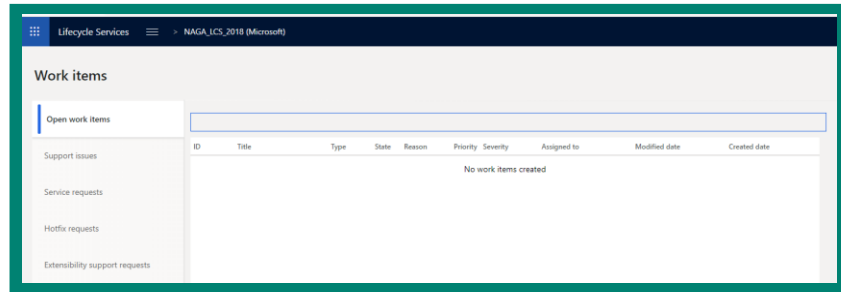 Lifecycle Services > NAGA_LCS_2018 (Microsoft)
Work items
Open work items
Support issues
Service requests
Hotfix requests
Extensibility support requests
ID Title Type State Reason Priority Severity Assigned to Modified date Created date
No work items created